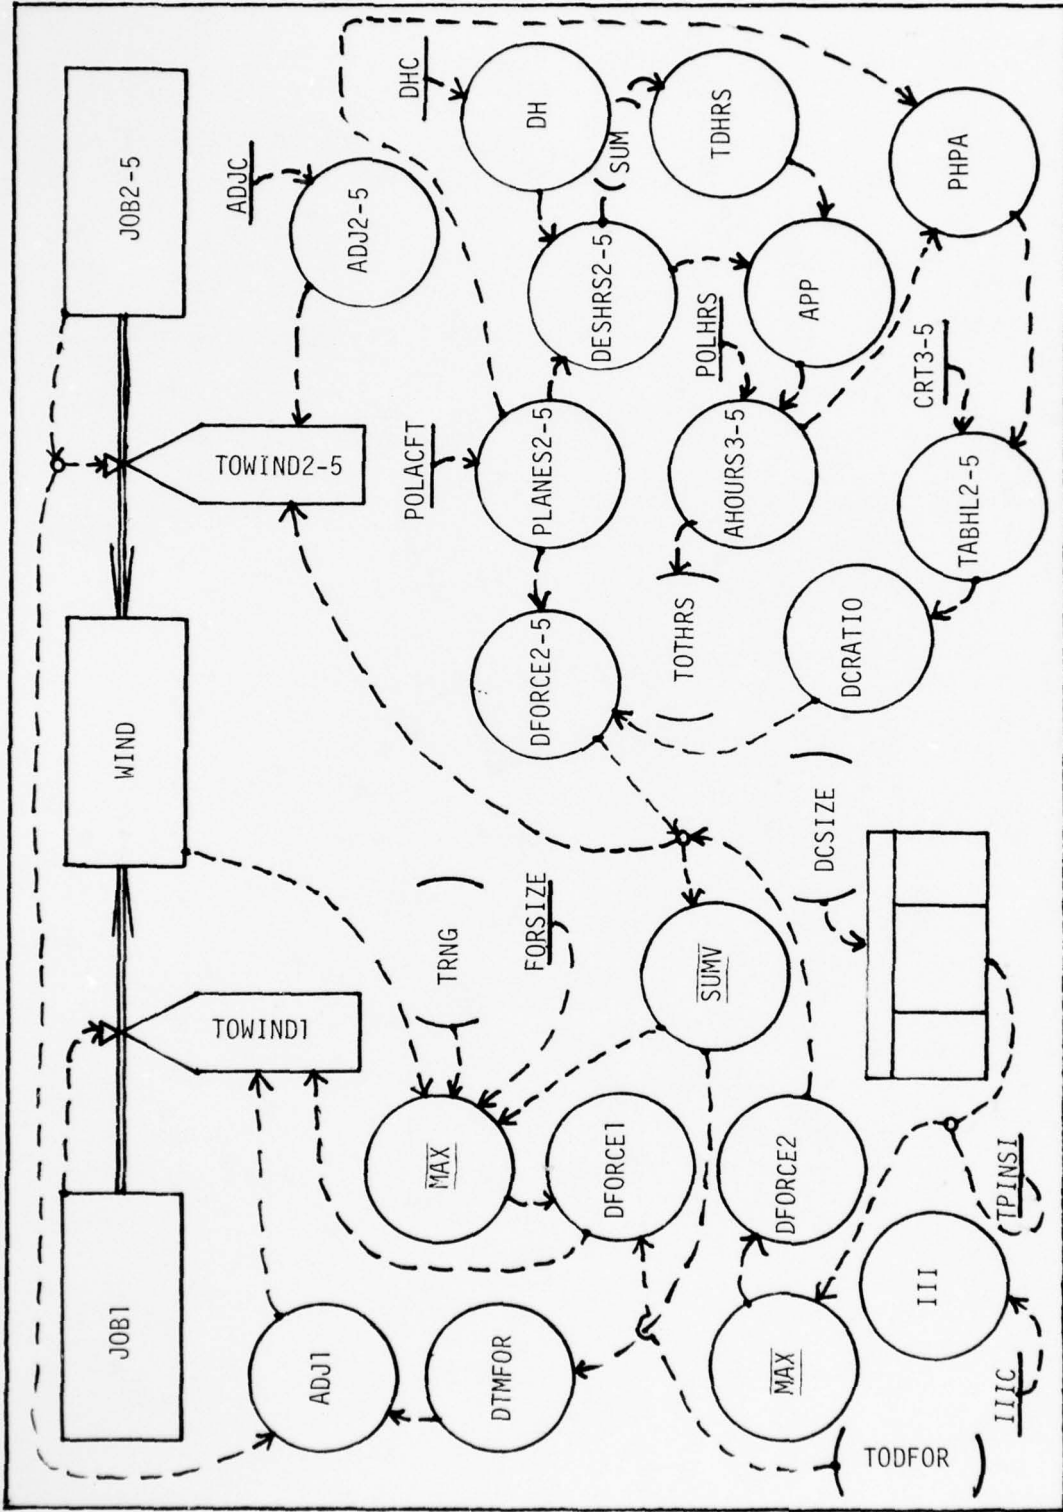 JOB1
WIND
JOB2-5
TOWIND1
TOWIND2-5
ADJC
ADJ1
ADJ2-5
DTMFOR
MAX
TRNG
FORSIZE
POLACFT
DHC
DFORCE1
DFORCE2-5
PLANES2-5
DESHRS2-5
DH
(SUM)
SUMV
TOTHRS
POLHRS
TDHRS
MAX
DFORCE2
AHOURS3-5
APP
DCSIZE
DCRATIO
TODFOR
III
TABHL2-5
CRT3-5
PHPA
IIIC
TPINSI